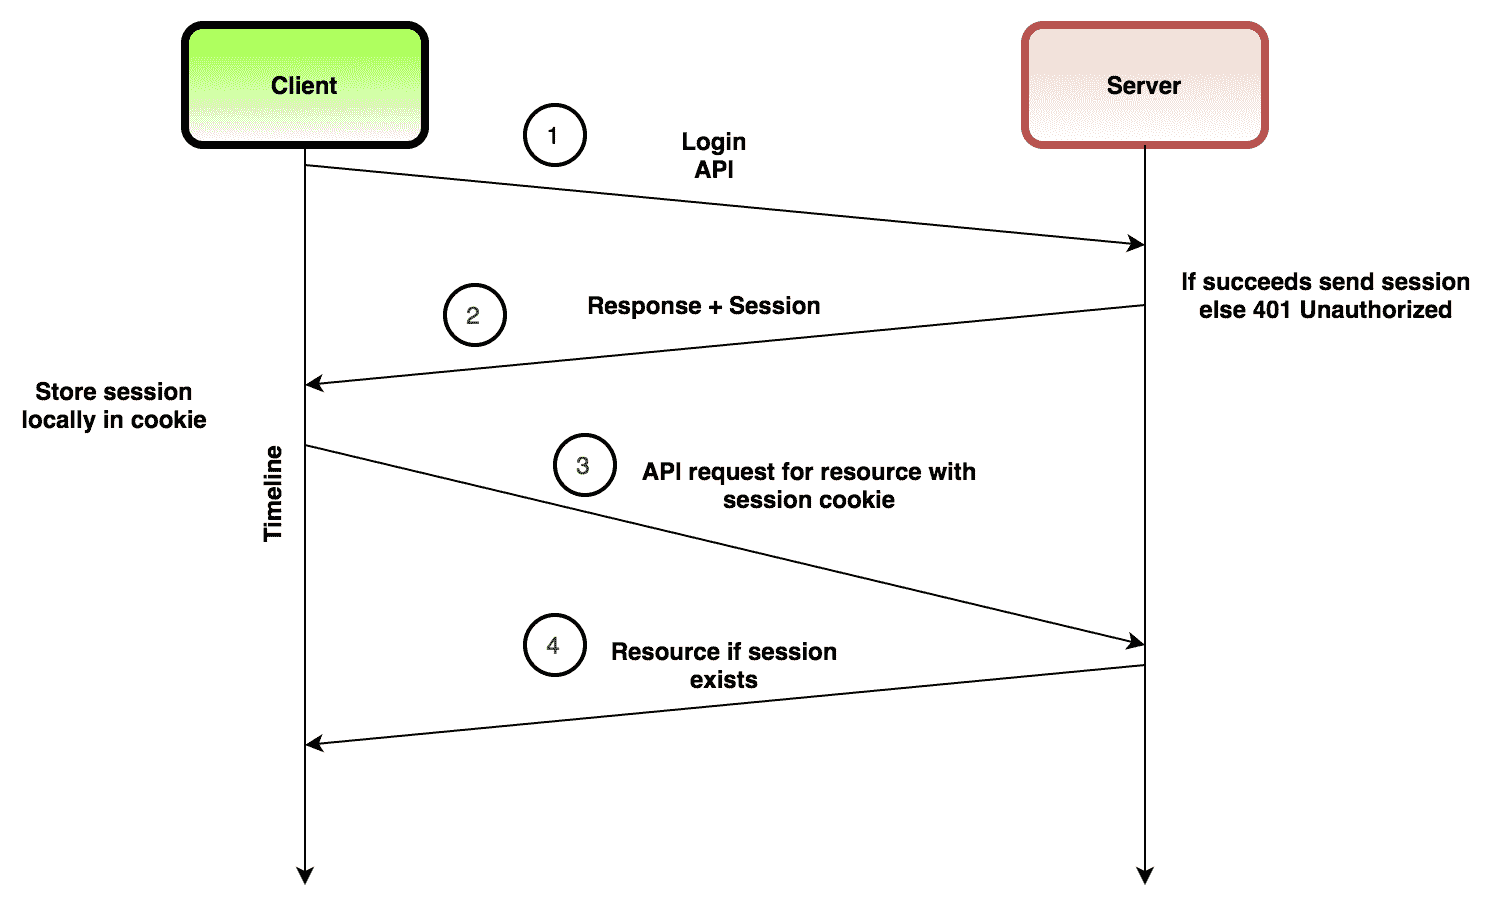 Client
Server
1
Login
API
If succeeds send session
else 401 Unauthorized
2
Response + Session
Store session
locally in cookie
Timeline
3
API request for resource with
session cookie
4
Resource if session
exists